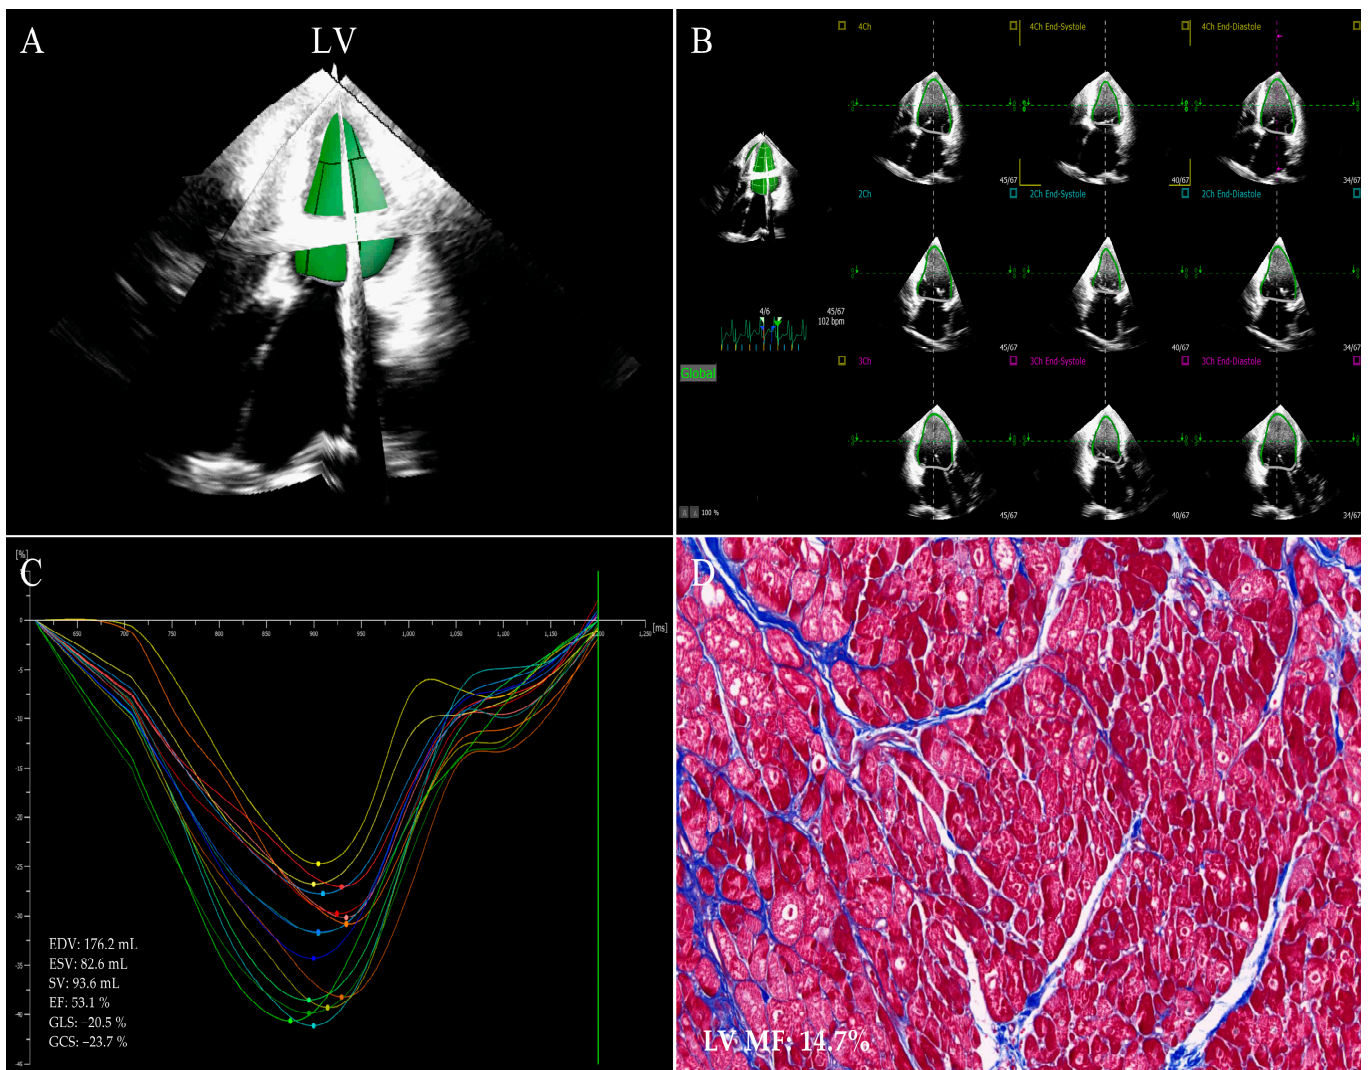 A
LV
B
4Ch
4Ch End-Systole
4Ch End-Diastole
45/67
40/67
34/67
2Ch
2Ch End-Systole
2Ch End-Diastole
4/6
45/67
102 bpm
45/67
40/67
34/67
Global
3Ch
3Ch End-Systole
3Ch End-Diastole
100 %
45/67
40/67
34/67
[%]
C
0
650
700
750
800
850
900
950
1,000
1,050
1,100
1,150
1,200
1,250
[ms]
-5
-10
-15
-20
-25
-30
-35
-40
-45
EDV: 176.2 mL
ESV: 82.6 mL
SV: 93.6 mL
EF: 53.1 %
GLS: −20.5 %
GCS: −23.7 %
D
LV MF: 14.7%